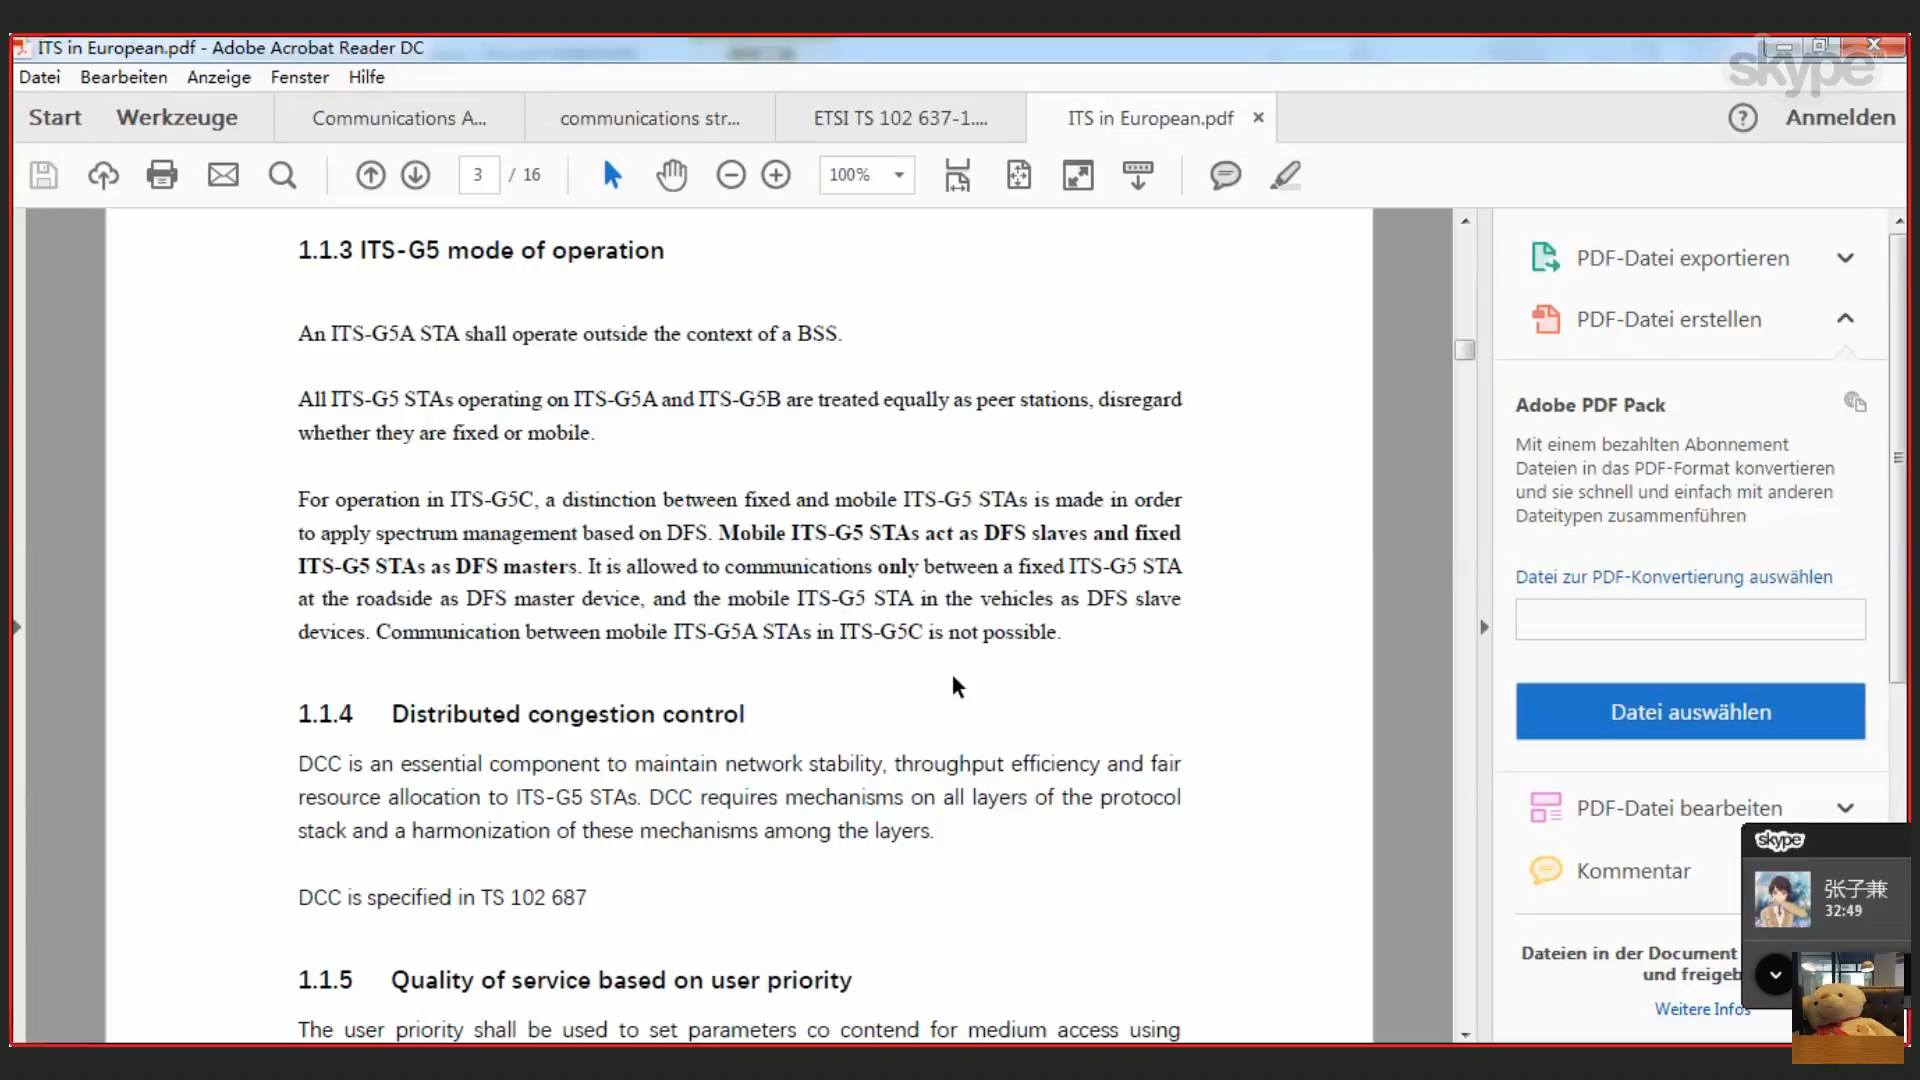 ITS in European.pdf - Adobe Acrobat Reader DC
skype
Datei Bearbeiten Anzeige Fenster Hilfe
Start Werkzeuge Communications A... communications str... ETSI TS 102 637-1.... ITS in European.pdf × ? Anmelden
3 / 16 100%
1.1.3 ITS-G5 mode of operation
An ITS-G5A STA shall operate outside the context of a BSS.
All ITS-G5 STAs operating on ITS-G5A and ITS-G5B are treated equally as peer stations, disregard
whether they are fixed or mobile.
For operation in ITS-G5C, a distinction between fixed and mobile ITS-G5 STAs is made in order
to apply spectrum management based on DFS. Mobile ITS-G5 STAs act as DFS slaves and fixed
ITS-G5 STAs as DFS masters. It is allowed to communications only between a fixed ITS-G5 STA
at the roadside as DFS master device, and the mobile ITS-G5 STA in the vehicles as DFS slave
devices. Communication between mobile ITS-G5A STAs in ITS-G5C is not possible.
1.1.4 Distributed congestion control
DCC is an essential component to maintain network stability, throughput efficiency and fair
resource allocation to ITS-G5 STAs. DCC requires mechanisms on all layers of the protocol
stack and a harmonization of these mechanisms among the layers.
DCC is specified in TS 102 687
1.1.5 Quality of service based on user priority
The user priority shall be used to set parameters co contend for medium access using
PDF-Datei exportieren
PDF-Datei erstellen
Adobe PDF Pack
Mit einem bezahlten Abonnement
Dateien in das PDF-Format konvertieren
und sie schnell und einfach mit anderen
Dateitypen zusammenführen
Datei zur PDF-Konvertierung auswählen
Datei auswählen
PDF-Datei bearbeiten
Kommentar
Dateien in der Document
und freigeb
Weitere Infos
skype
张子兼
32:49